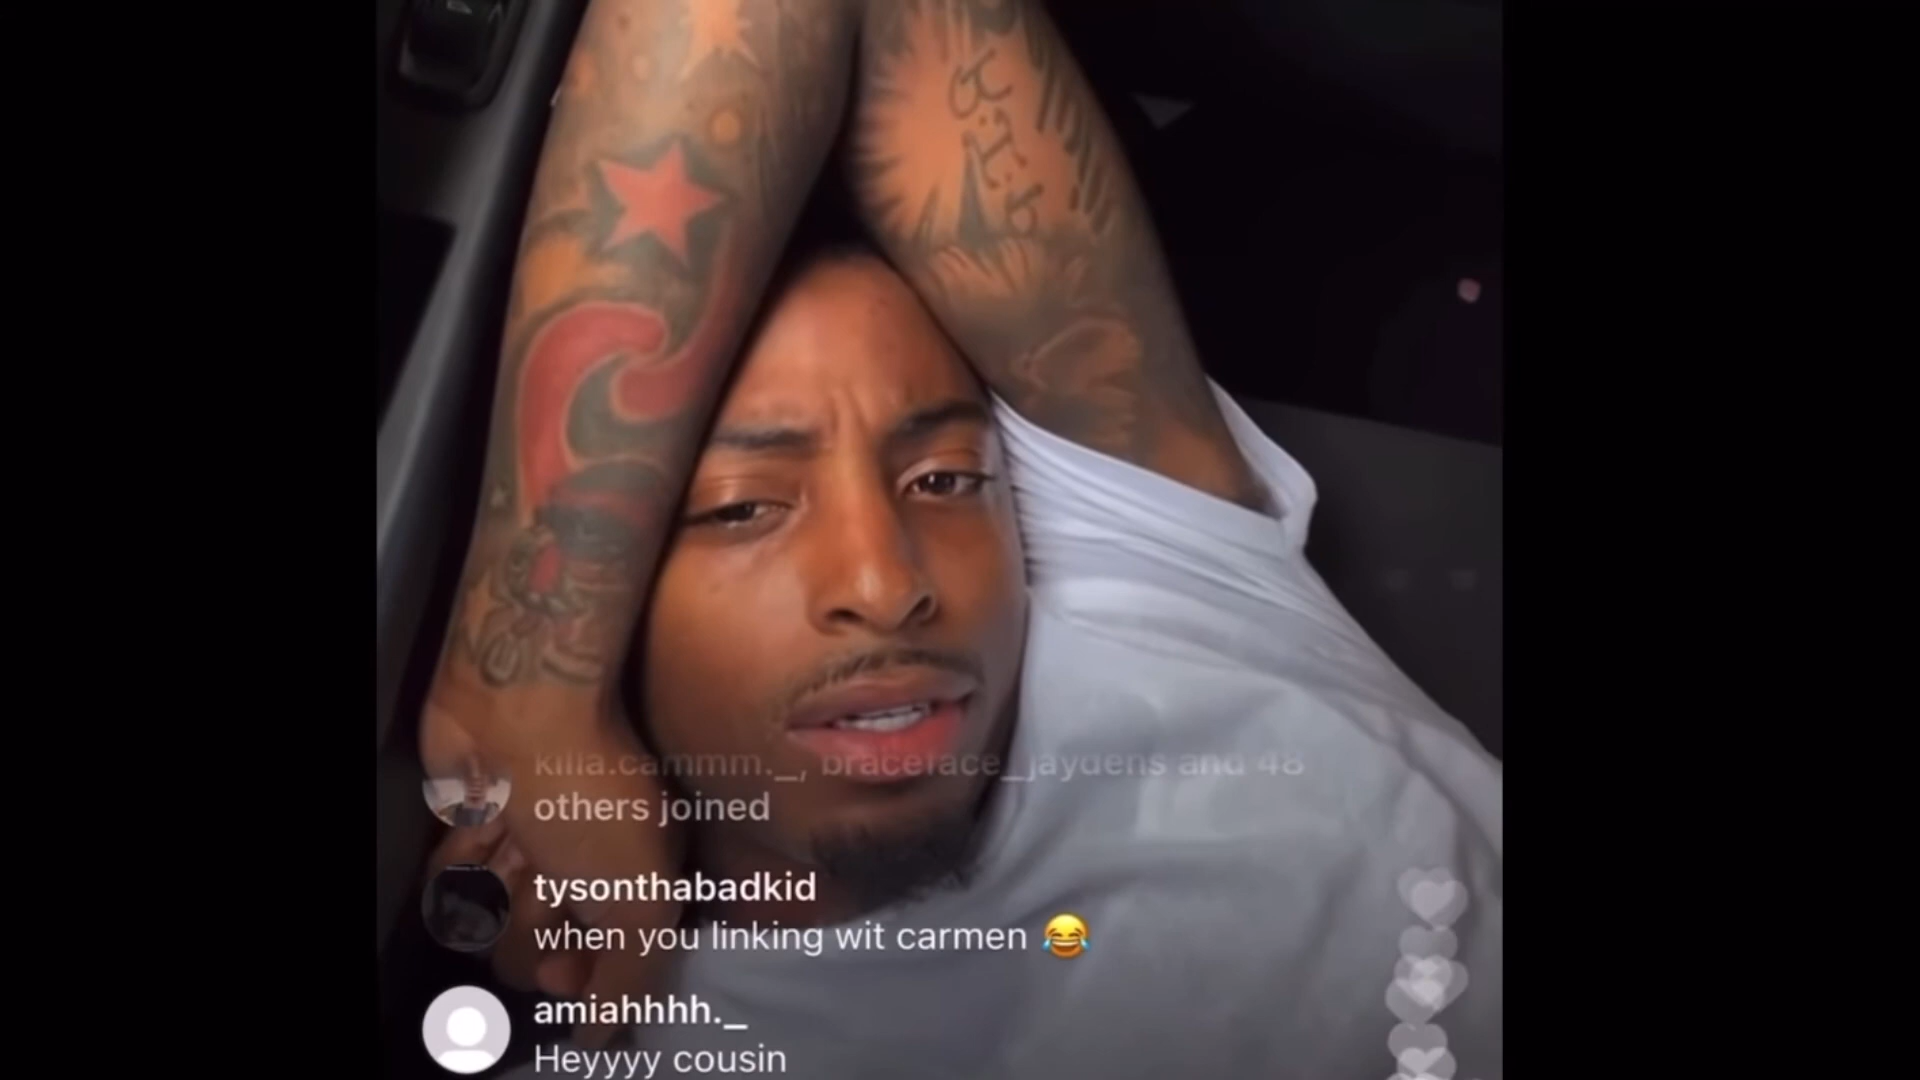 R.I.P
killa.cammm._, braceface_jaydens and 48
others joined
tysonthabadkid
when you linking wit carmen 😂
amiahhhh._
Heyyyy cousin